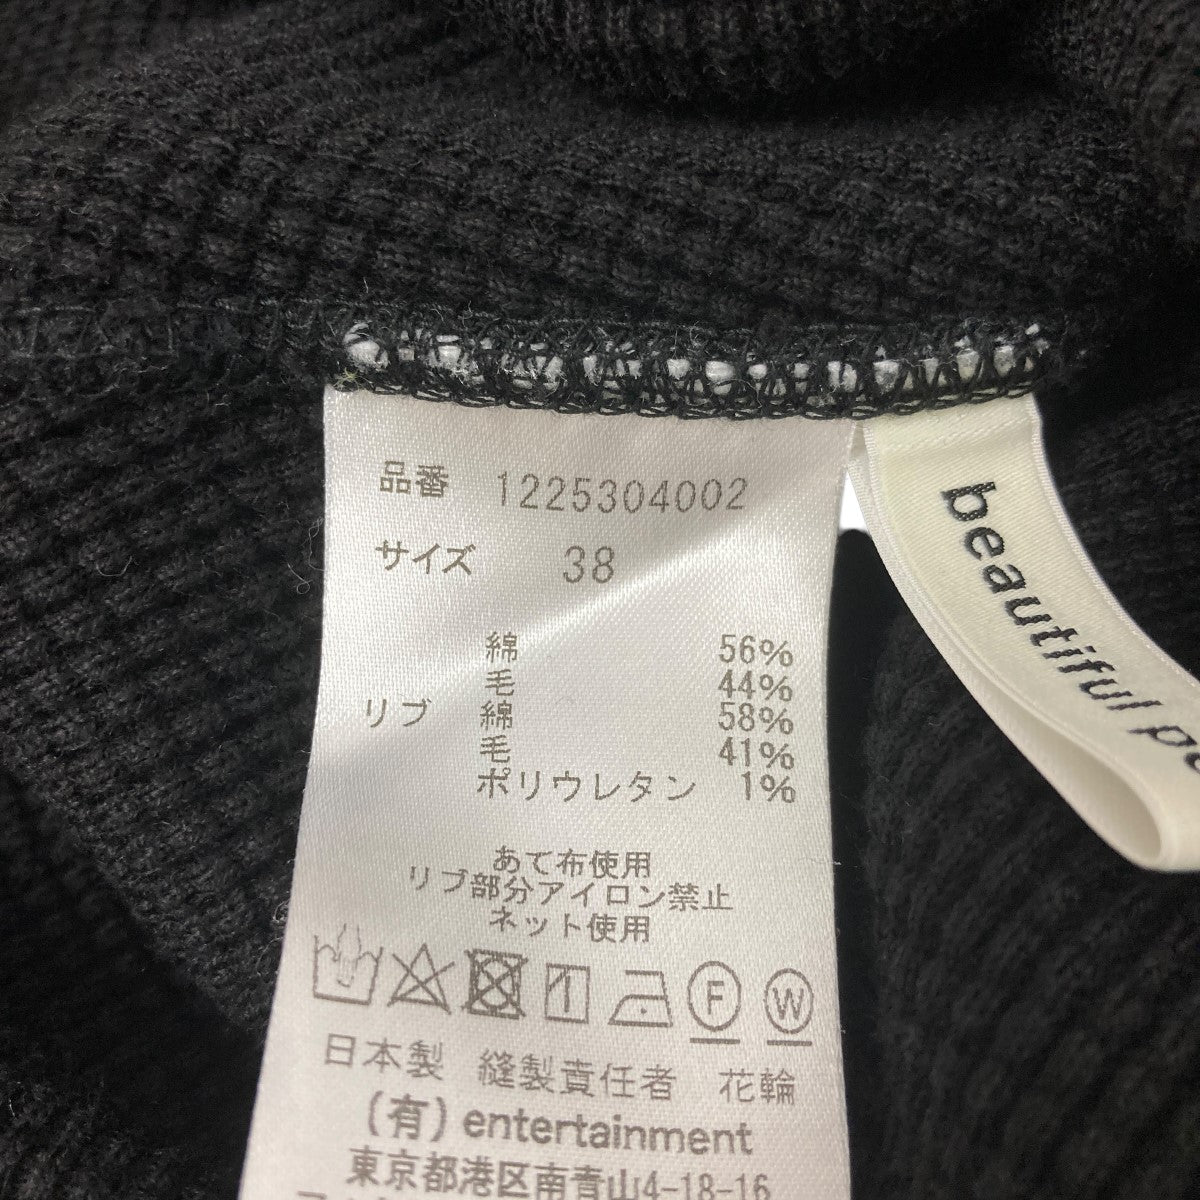 品番 1225304002
サイズ 38
綿 56%
毛 44%
リブ 綿 58%
毛 41%
ポリウレタン 1%
あて布使用
リブ部分アイロン禁止
ネット使用
F W
日本製 縫製責任者 花輪
(有) entertainment
東京都港区南青山4-18-16
beautiful